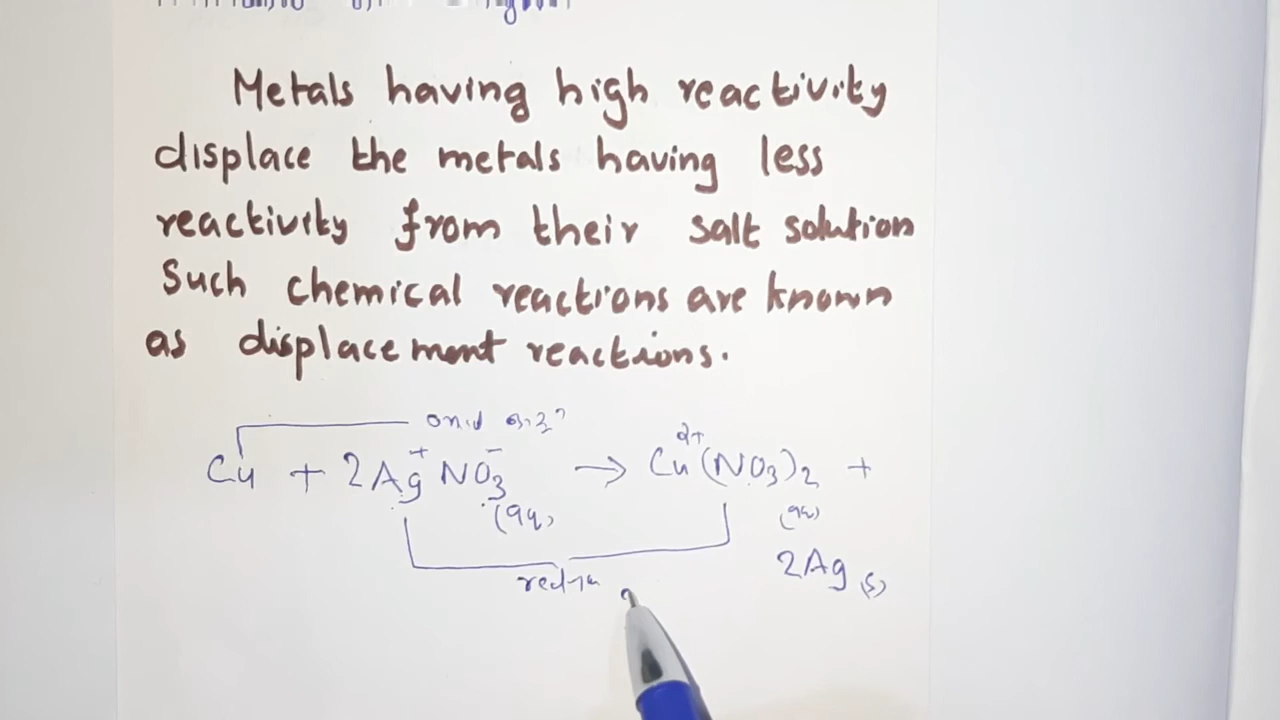 Metals having high reactivity
displace the metals having less
reactivity from their salt solution
Such chemical reactions are known
as displacement reactions.
Cu + 2Ag⁺NO₃⁻ (aq) → Cu²⁺(NO₃)₂ (aq) +
2Ag (s)